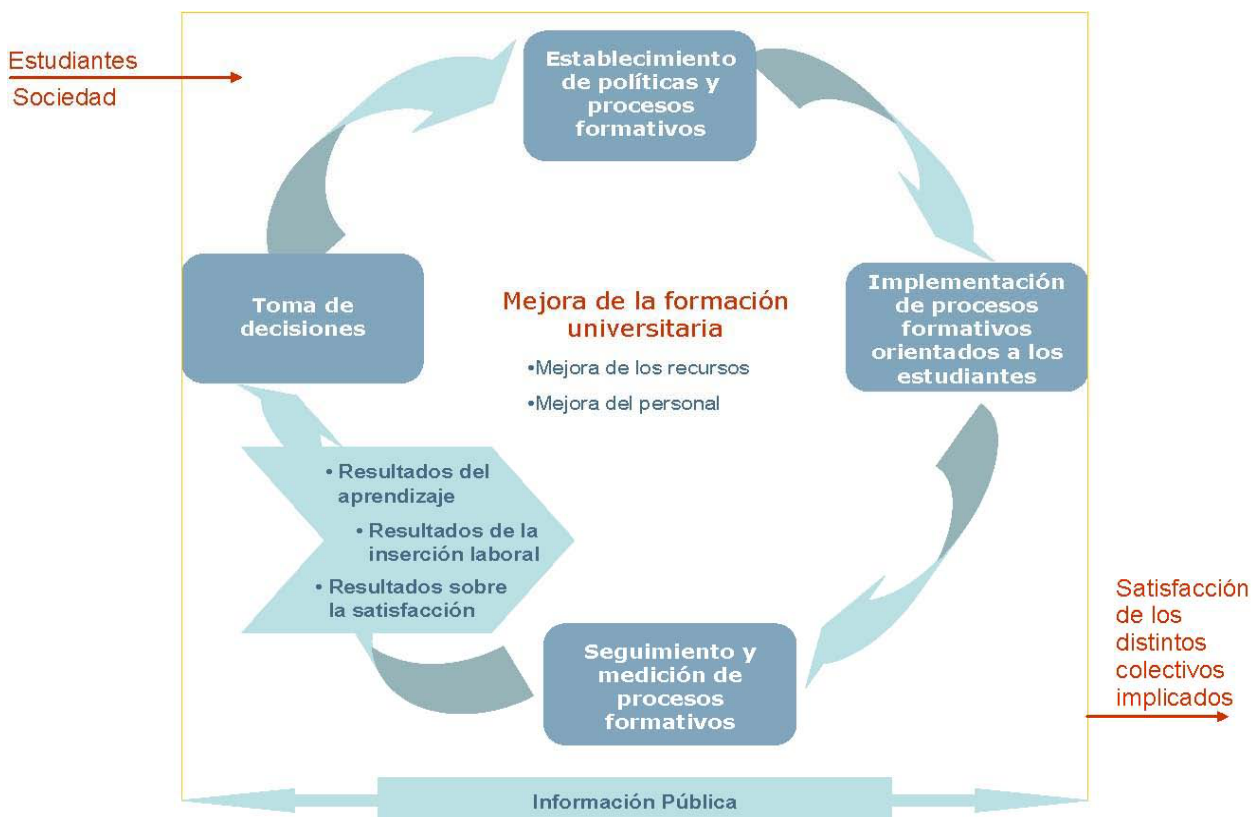 Estudiantes
Sociedad
Establecimiento
de políticas y
procesos
formativos
Toma de
decisiones
Mejora de la formación
universitaria
•Mejora de los recursos
•Mejora del personal
Implementación
de procesos
formativos
orientados a los
estudiantes
• Resultados del
aprendizaje
• Resultados de la
inserción laboral
• Resultados sobre
la satisfacción
Seguimiento y
medición de
procesos
formativos
Satisfacción
de los
distintos
colectivos
implicados
Información Pública